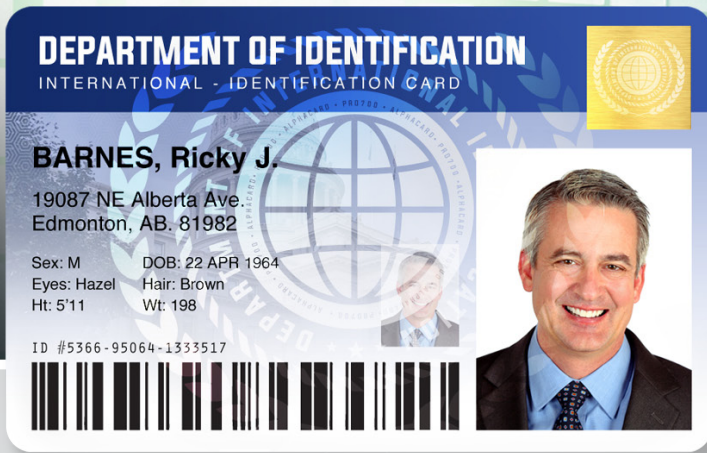 DEPARTMENT OF IDENTIFICATION
INTERNATIONAL - IDENTIFICATION CARD
BARNES, Ricky J.
19087 NE Alberta Ave.
Edmonton, AB. 81982
Sex: M DOB: 22 APR 1964
Eyes: Hazel Hair: Brown
Ht: 5'11 Wt: 198
ID #5366-95064-1333517